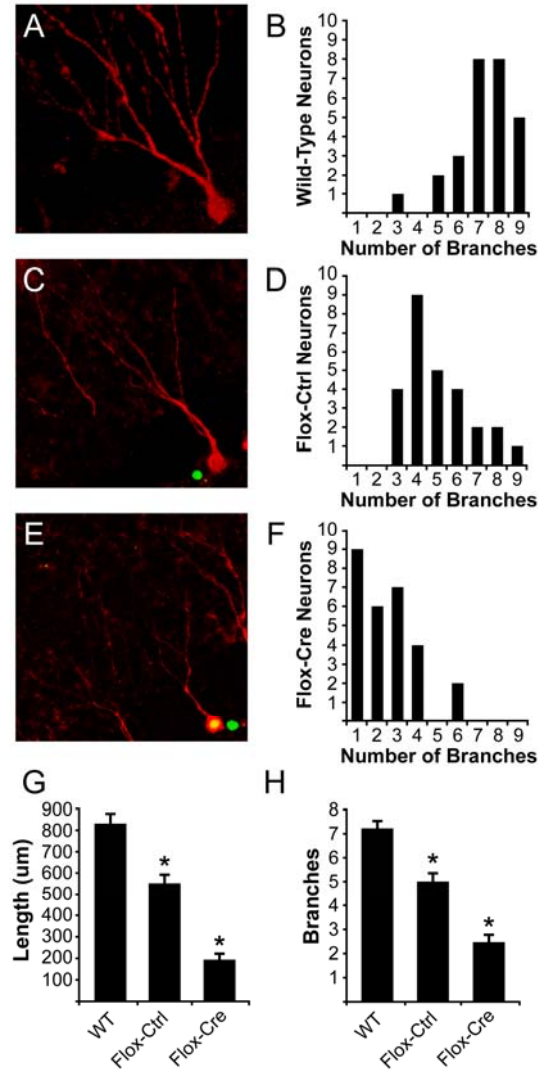 A
B
Wild-Type Neurons
10
9
8
7
6
5
4
3
2
1
1 2 3 4 5 6 7 8 9
Number of Branches
C
D
Flox-Ctrl Neurons
10
9
8
7
6
5
4
3
2
1
1 2 3 4 5 6 7 8 9
Number of Branches
E
F
Flox-Cre Neurons
10
9
8
7
6
5
4
3
2
1
1 2 3 4 5 6 7 8 9
Number of Branches
G
Length (um)
900
800
700
600
500
400
300
200
100
*
*
WT
Flox-Ctrl
Flox-Cre
H
Branches
8
7
6
5
4
3
2
1
*
*
WT
Flox-Ctrl
Flox-Cre